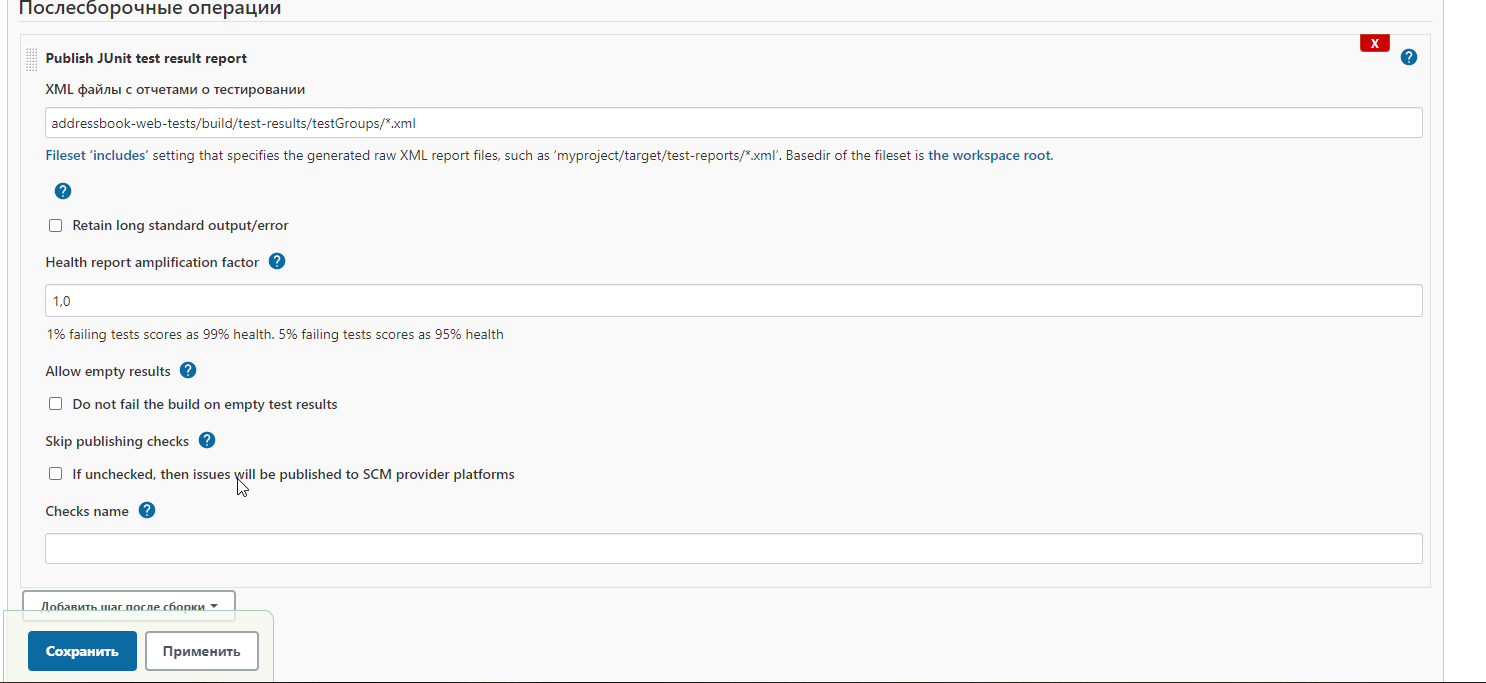 Послесборочные операции
Publish JUnit test result report
X
?
XML файлы с отчетами о тестировании
addressbook-web-tests/build/test-results/testGroups/*.xml
Fileset ‘includes’ setting that specifies the generated raw XML report files, such as ‘myproject/target/test-reports/*.xml’. Basedir of the fileset is the workspace root.
?
Retain long standard output/error
Health report amplification factor ?
1,0
1% failing tests scores as 99% health. 5% failing tests scores as 95% health
Allow empty results ?
Do not fail the build on empty test results
Skip publishing checks ?
If unchecked, then issues will be published to SCM provider platforms
Checks name ?
Добавить шаг после сборки
Сохранить Применить